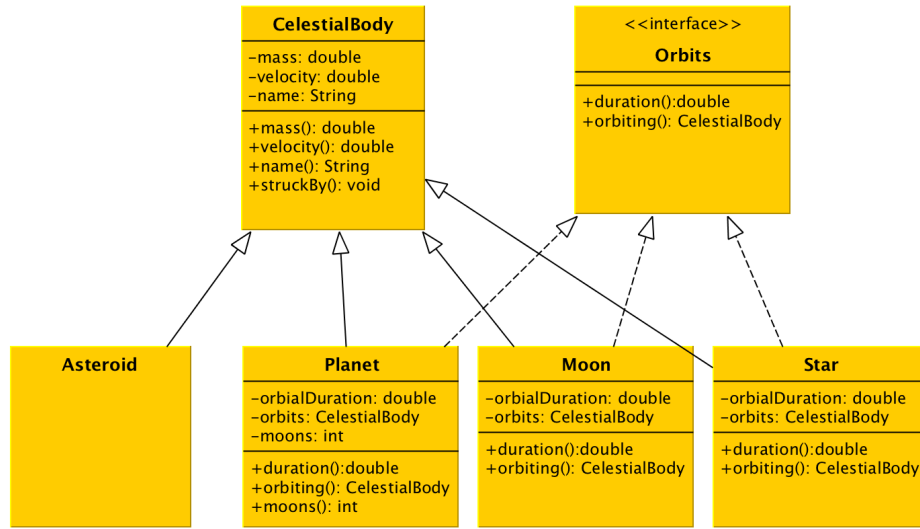 CelestialBody
-mass: double
-velocity: double
-name: String
+mass(): double
+velocity(): double
+name(): String
+struckBy(): void
<<interface>>
Orbits
+duration():double
+orbiting(): CelestialBody
Asteroid
Planet
-orbialDuration: double
-orbits: CelestialBody
-moons: int
+duration():double
+orbiting(): CelestialBody
+moons(): int
Moon
-orbialDuration: double
-orbits: CelestialBody
+duration():double
+orbiting(): CelestialBody
Star
-orbialDuration: double
-orbits: CelestialBody
+duration():double
+orbiting(): CelestialBody